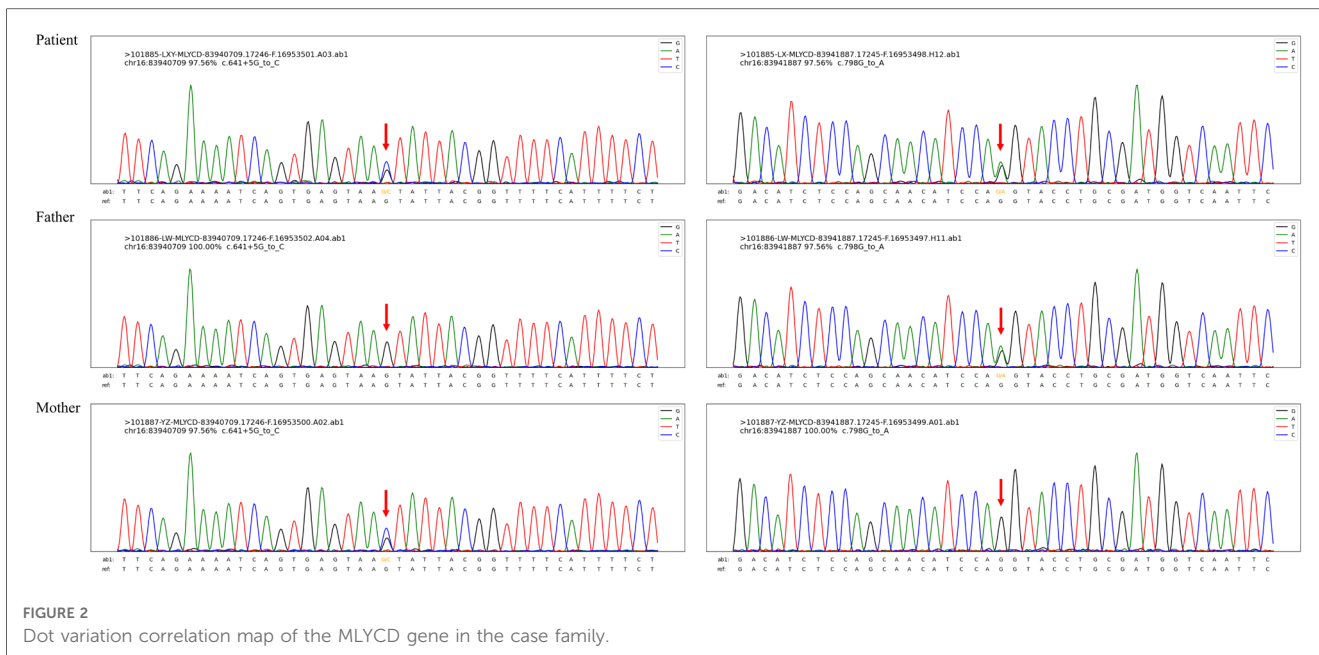 Patient
>101885-LXY-MLYCD-83940709.17246-F.16953501.A03.ab1
chr16:83940709 97.56% c.641+5G_to_C
G
A
T
C
ab1: T T C A G A A A A T C A G T G A G T A A GC T A T T A C G G T T T T C A T T T T C T
ref: T T C A G A A A A T C A G T G A G T A A G T A T T A C G G T T T T C A T T T T C T
>101885-LX-MLYCD-83941887.17245-F.16953498.H12.ab1
chr16:83941887 97.56% c.798G_to_A
G
A
T
C
ab1: G A C A T C T C C A G C A A C A T C C A GA G T A C C T G C G A T G G T C A A T T C
ref: G A C A T C T C C A G C A A C A T C C A G G T A C C T G C G A T G G T C A A T T C
Father
>101886-LW-MLYCD-83940709.17246-F.16953502.A04.ab1
chr16:83940709 100.00% c.641+5G_to_C
G
A
T
C
ab1: T T C A G A A A A T C A G T G A G T A A G T A T T A C G G T T T T C A T T T T C T
ref: T T C A G A A A A T C A G T G A G T A A G T A T T A C G G T T T T C A T T T T C T
>101886-LW-MLYCD-83941887.17245-F.16953497.H11.ab1
chr16:83941887 97.56% c.798G_to_A
G
A
T
C
ab1: G A C A T C T C C A G C A A C A T C C A GA G T A C C T G C G A T G G T C A A T T C
ref: G A C A T C T C C A G C A A C A T C C A G G T A C C T G C G A T G G T C A A T T C
Mother
>101887-YZ-MLYCD-83940709.17246-F.16953500.A02.ab1
chr16:83940709 97.56% c.641+5G_to_C
G
A
T
C
ab1: T T C A G A A A A T C A G T G A G T A A GC T A T T A C G G T T T T C A T T T T C T
ref: T T C A G A A A A T C A G T G A G T A A G T A T T A C G G T T T T C A T T T T C T
>101887-YZ-MLYCD-83941887.17245-F.16953499.A01.ab1
chr16:83941887 100.00% c.798G_to_A
G
A
T
C
ab1: G A C A T C T C C A G C A A C A T C C A G G T A C C T G C G A T G G T C A A T T C
ref: G A C A T C T C C A G C A A C A T C C A G G T A C C T G C G A T G G T C A A T T C
FIGURE 2
Dot variation correlation map of the MLYCD gene in the case family.